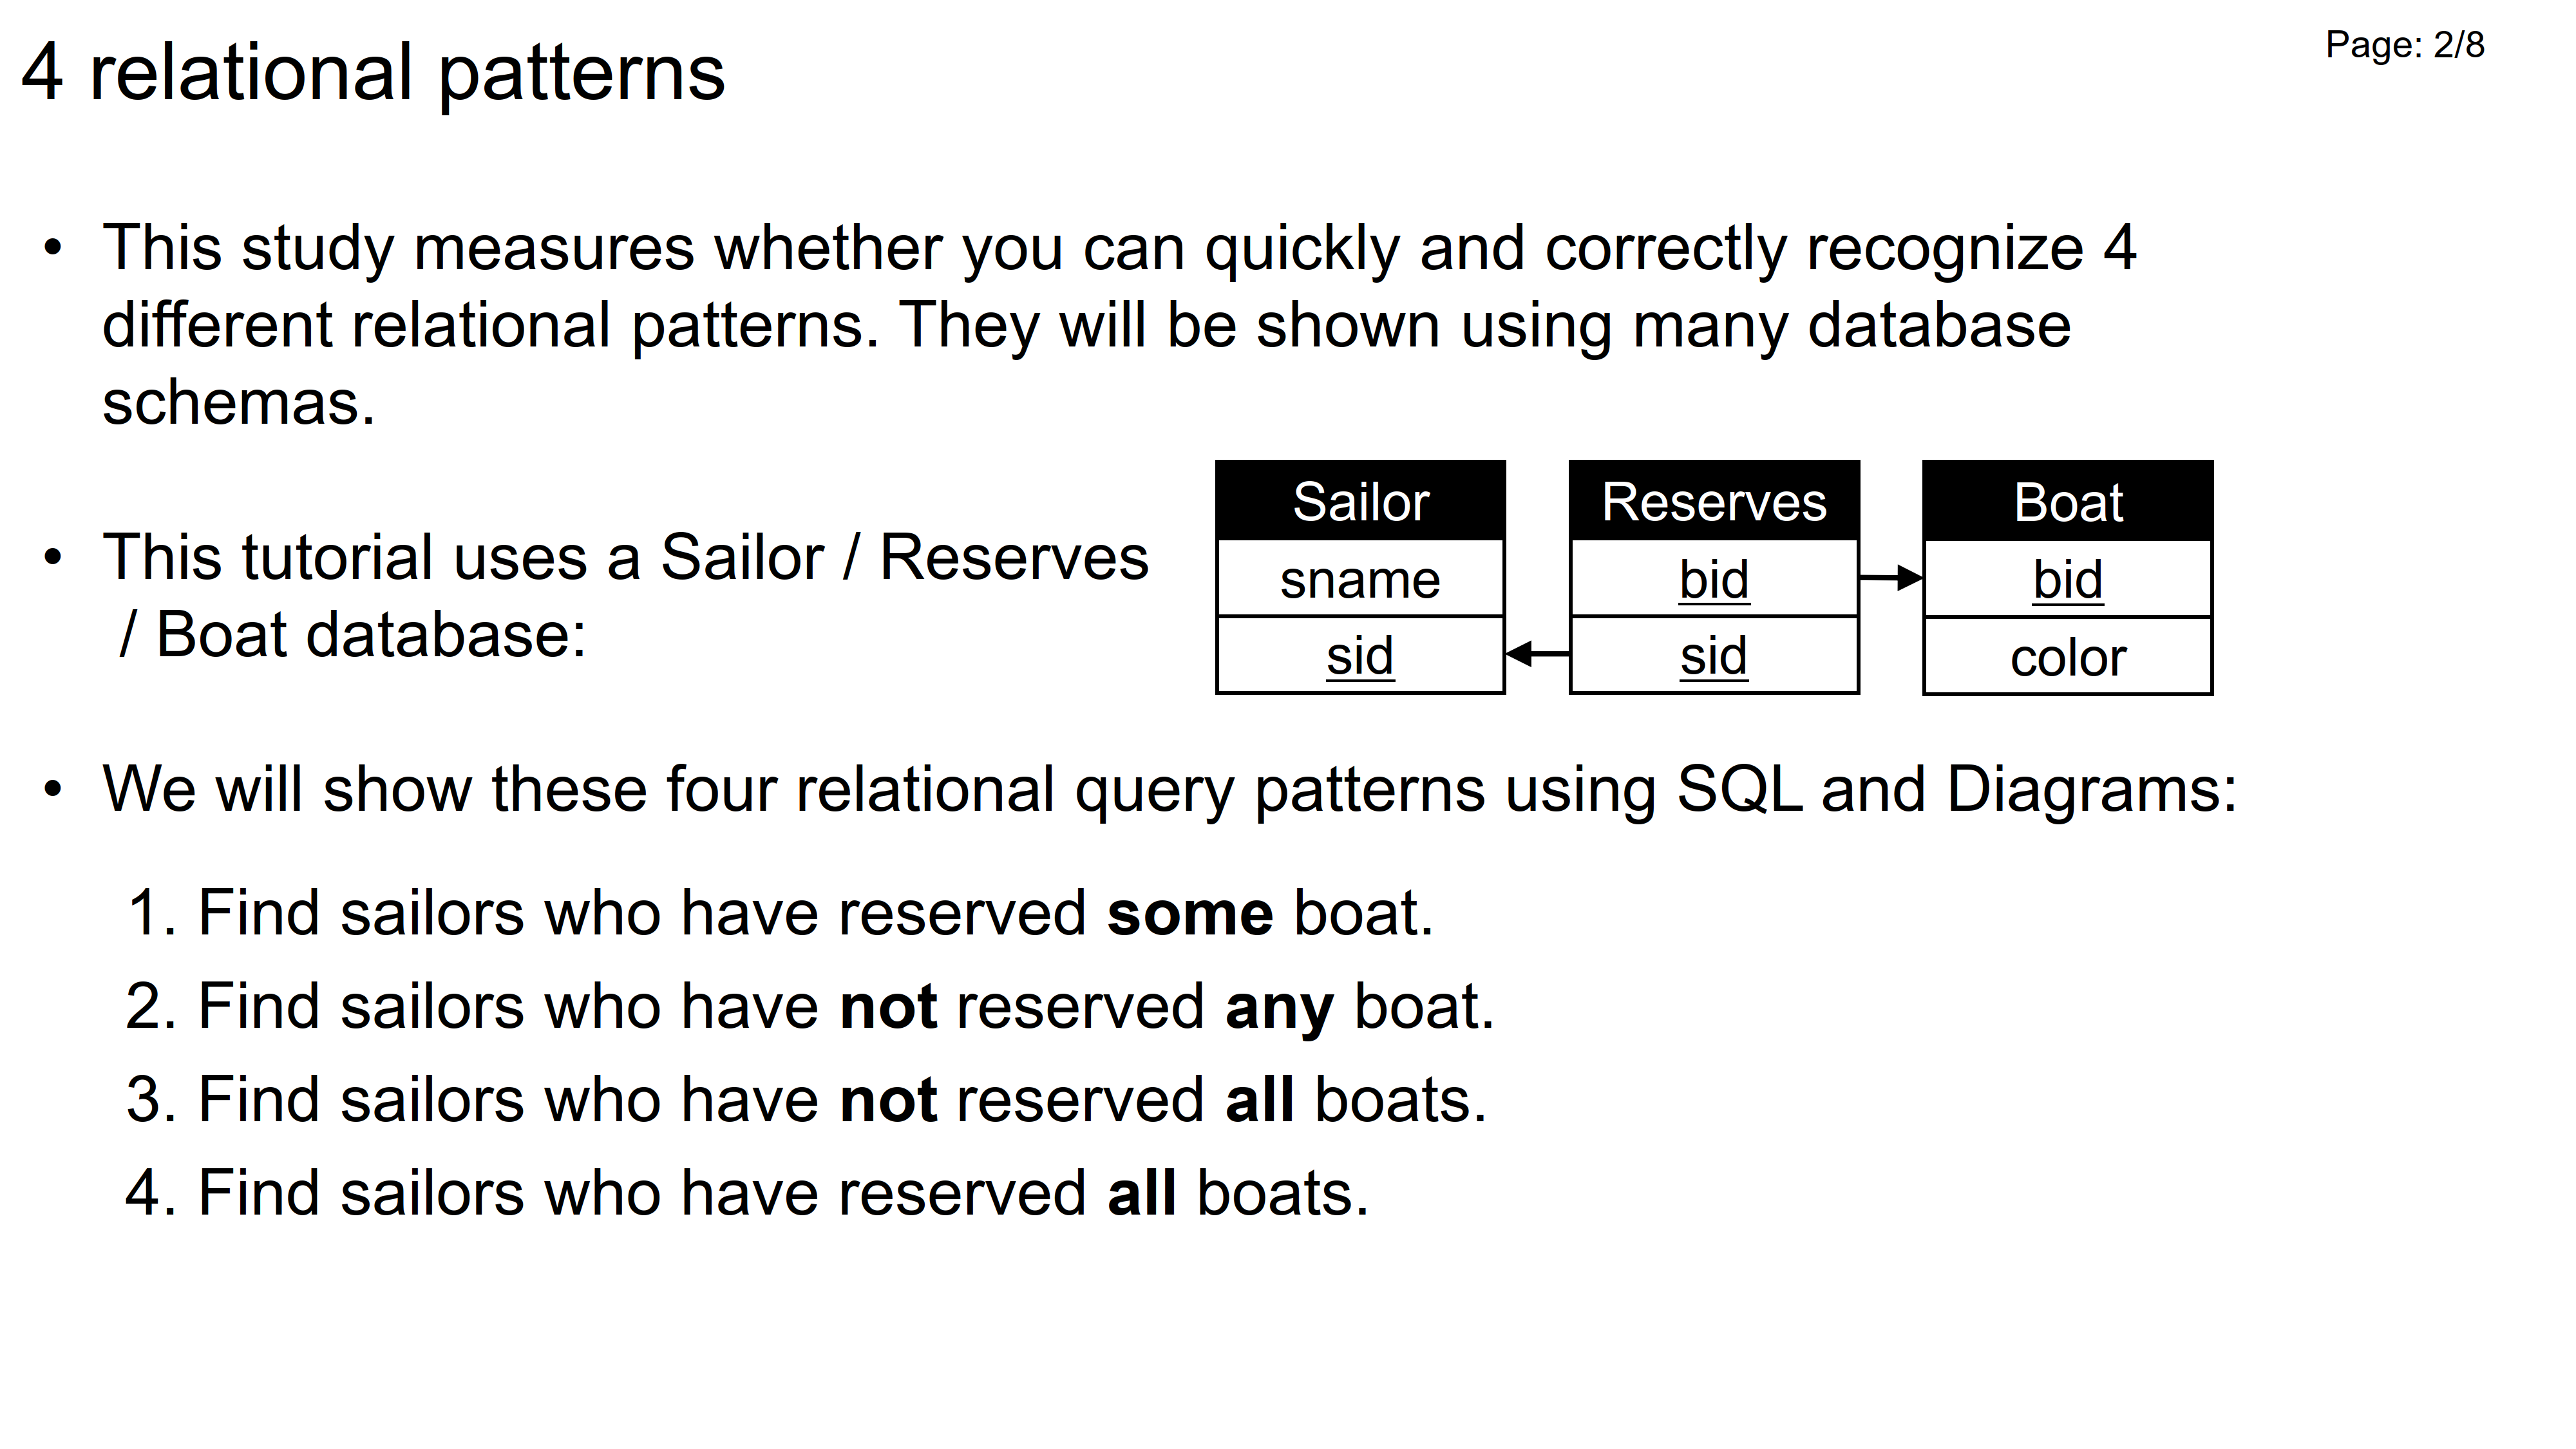 4 relational patterns
Page: 2/8
• This study measures whether you can quickly and correctly recognize 4
different relational patterns. They will be shown using many database
schemas.
• This tutorial uses a Sailor / Reserves
/ Boat database:
Sailor
sname
sid
Reserves
bid
sid
Boat
bid
color
• We will show these four relational query patterns using SQL and Diagrams:
1. Find sailors who have reserved some boat.
2. Find sailors who have not reserved any boat.
3. Find sailors who have not reserved all boats.
4. Find sailors who have reserved all boats.